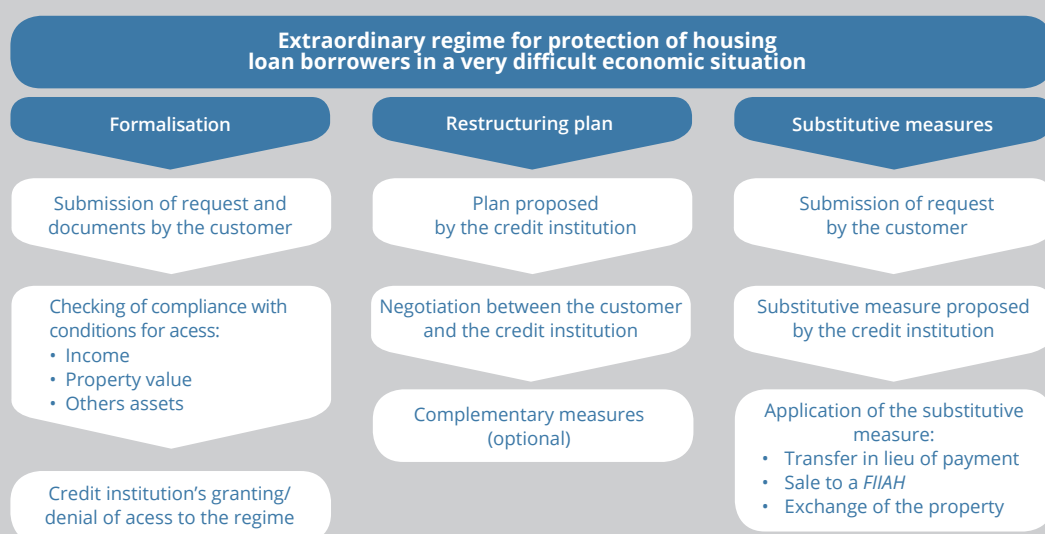 Extraordinary regime for protection of housing
loan borrowers in a very difficult economic situation
Formalisation
Submission of request and
documents by the customer
Checking of compliance with
conditions for acess:
• Income
• Property value
• Others assets
Credit institution's granting/
denial of acess to the regime
Restructuring plan
Plan proposed
by the credit institution
Negotiation between the customer
and the credit institution
Complementary measures
(optional)
Substitutive measures
Submission of request
by the customer
Substitutive measure proposed
by the credit institution
Application of the substitutive
measure:
• Transfer in lieu of payment
• Sale to a FIIAH
• Exchange of the property